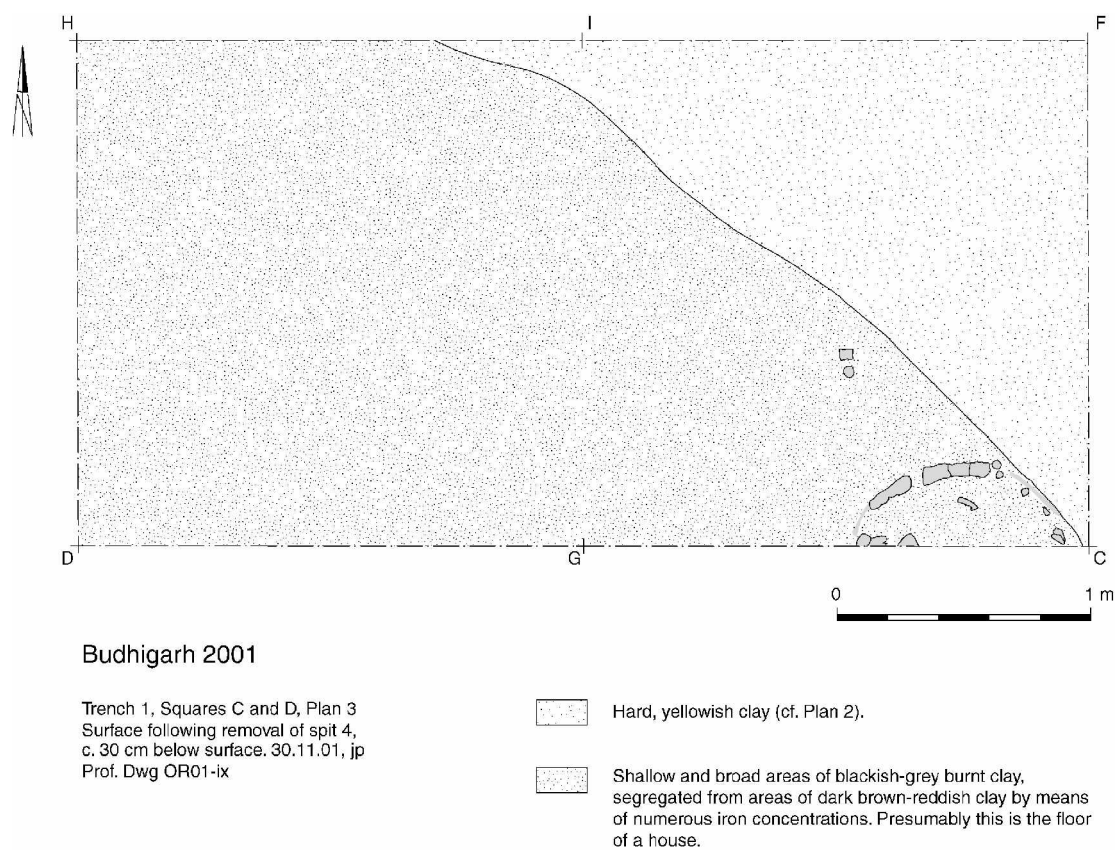 H I F
N
D G C
0 1 m
Budhigarh 2001
Trench 1, Squares C and D, Plan 3
Surface following removal of spit 4,
c. 30 cm below surface. 30.11.01, jp
Prof. Dwg OR01-ix
Hard, yellowish clay (cf. Plan 2).
Shallow and broad areas of blackish-grey burnt clay,
segregated from areas of dark brown-reddish clay by means
of numerous iron concentrations. Presumably this is the floor
of a house.